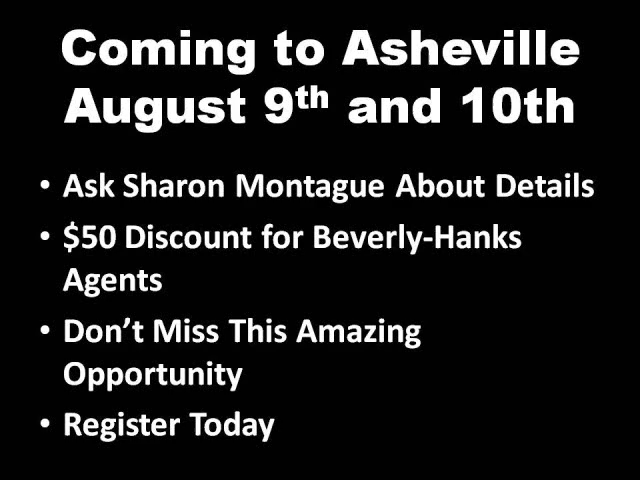 Coming to Asheville
August 9th and 10th
• Ask Sharon Montague About Details
• $50 Discount for Beverly-Hanks
Agents
• Don’t Miss This Amazing
Opportunity
• Register Today